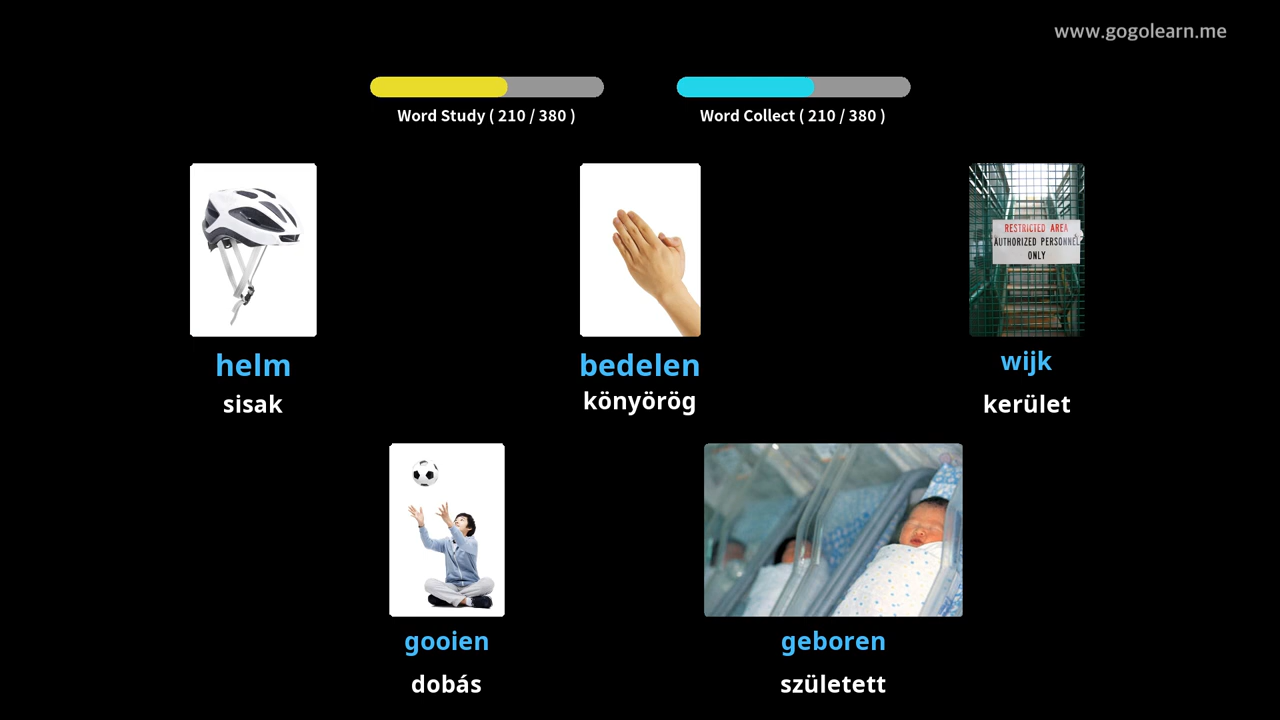 www.gogolearn.me
Word Study ( 210 / 380 )
Word Collect ( 210 / 380 )
RESTRICTED AREA
AUTHORIZED PERSONNEL
ONLY
helm
sisak
bedelen
könyörög
wijk
kerület
gooien
dobás
geboren
született